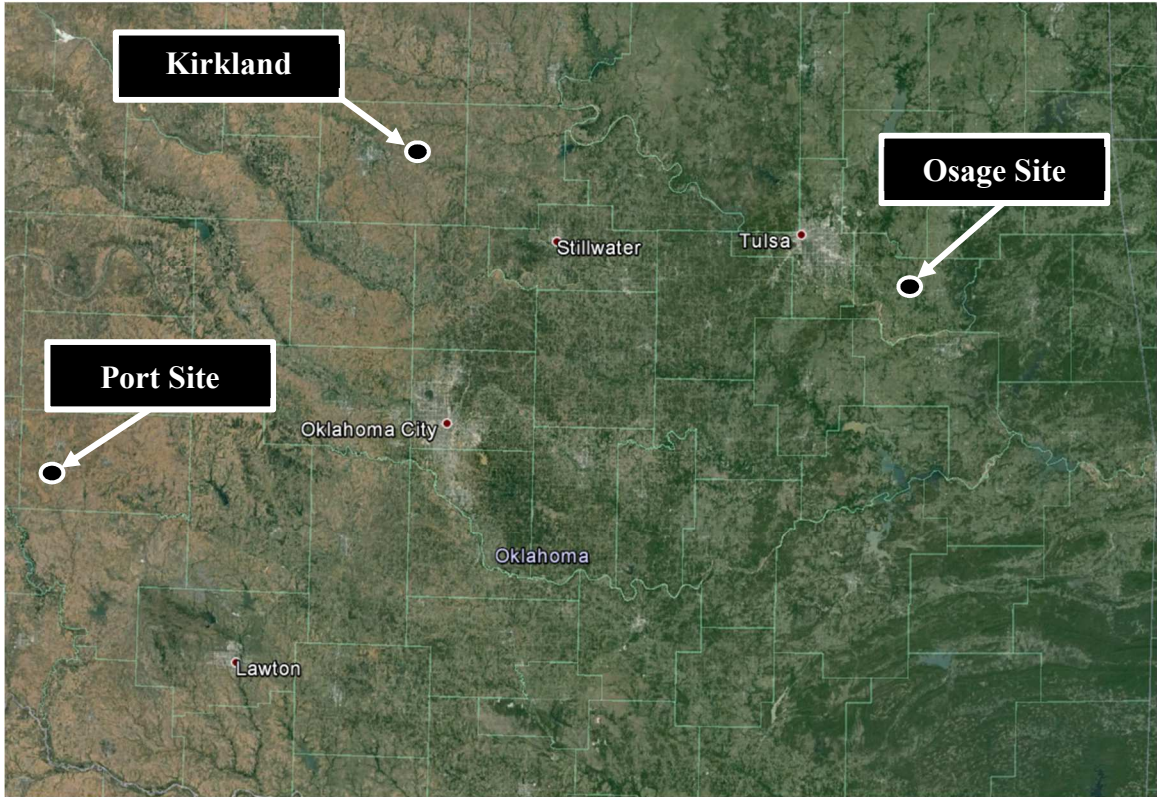 Kirkland
Osage Site
Stillwater
Tulsa
Port Site
Oklahoma City
Oklahoma
Lawton